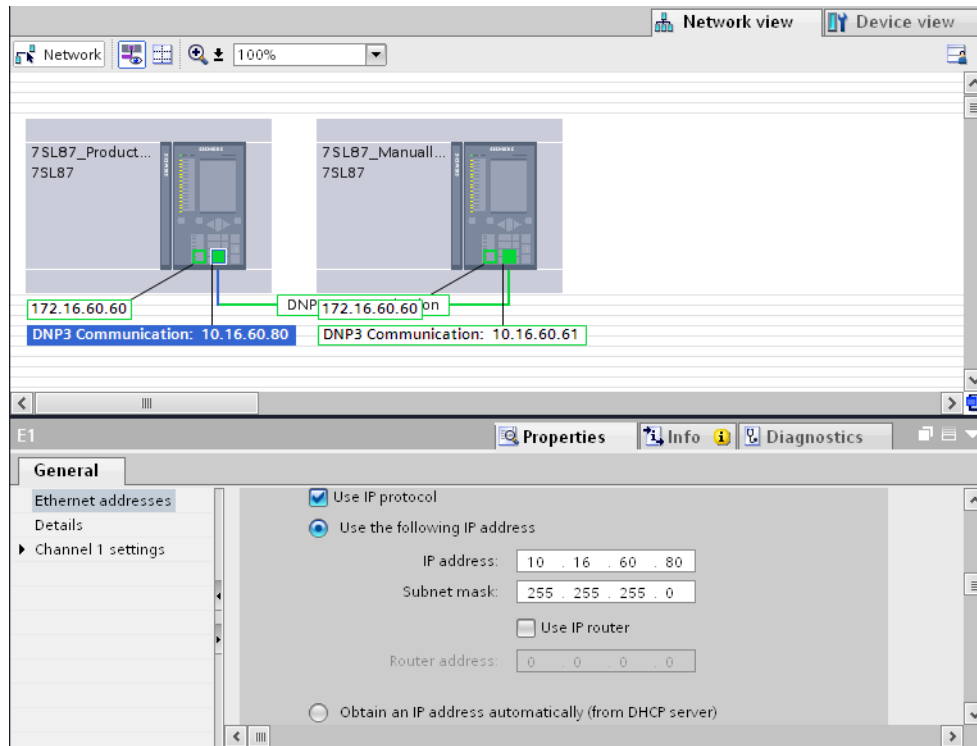 Network view
Device view
Network
100%
7SL87_Product...
7SL87
SIEMENS
7SL87_Manuall...
7SL87
SIEMENS
172.16.60.60
DNP
172.16.60.60
on
DNP3 Communication: 10.16.60.80
DNP3 Communication: 10.16.60.61
E1
Properties
Info
Diagnostics
General
Ethernet addresses
Details
Channel 1 settings
Use IP protocol
Use the following IP address
IP address: 10 . 16 . 60 . 80
Subnet mask: 255 . 255 . 255 . 0
Use IP router
Router address: 0 . 0 . 0 . 0
Obtain an IP address automatically (from DHCP server)